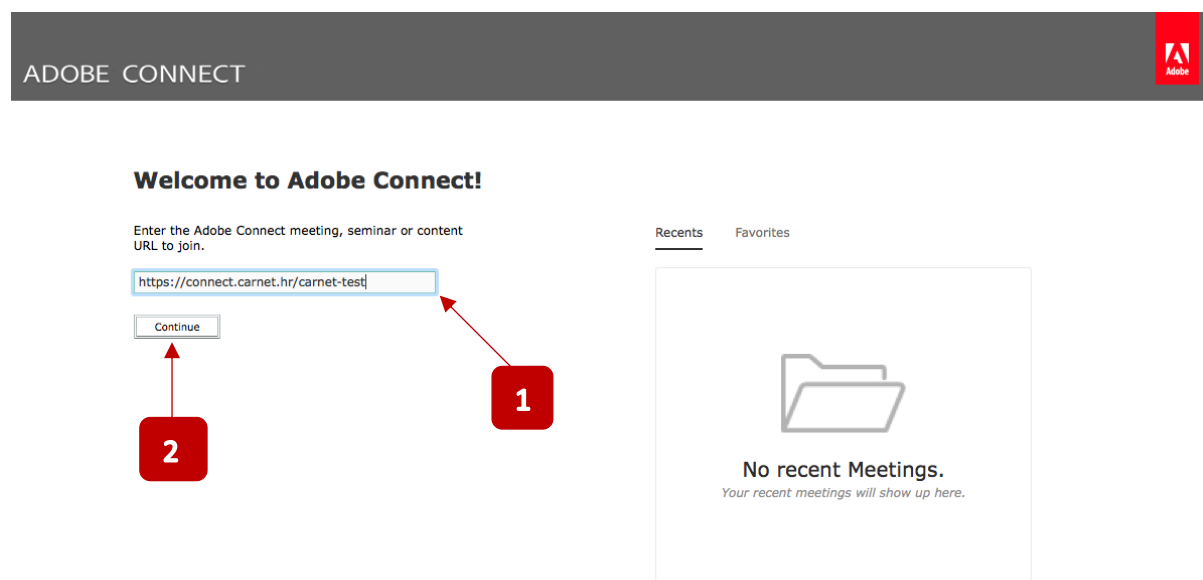 ADOBE CONNECT
Adobe
Welcome to Adobe Connect!
Enter the Adobe Connect meeting, seminar or content
URL to join.
https://connect.carnet.hr/carnet-test
Continue
1
2
Recents Favorites
No recent Meetings.
Your recent meetings will show up here.